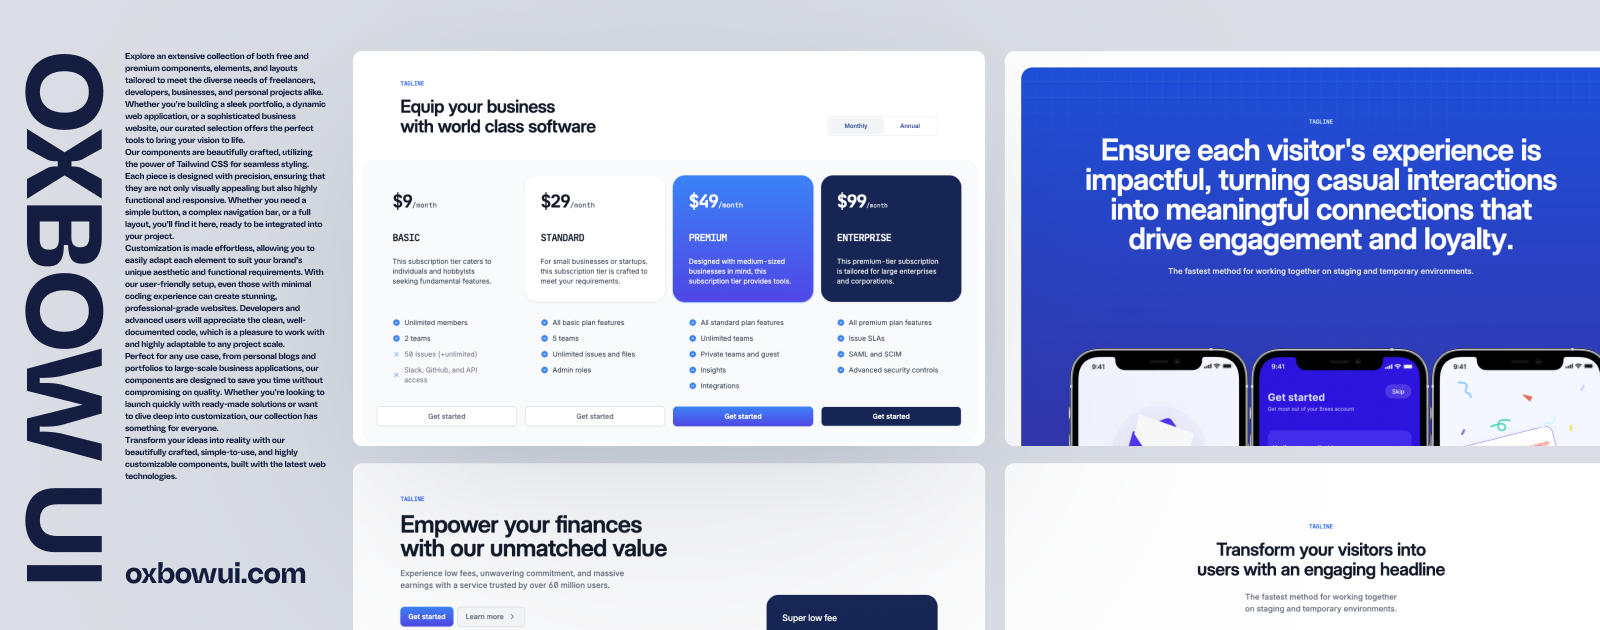 OXBOW UI
Explore an extensive collection of both free and
premium components, elements, and layouts
tailored to meet the diverse needs of freelancers,
developers, businesses, and personal projects alike.
Whether you're building a sleek portfolio, a dynamic
web application, or a sophisticated business
website, our curated selection offers the perfect
tools to bring your vision to life.
Our components are beautifully crafted, utilizing
the power of Tailwind CSS for seamless styling.
Each piece is designed with precision, ensuring that
they are not only visually appealing but also highly
functional and responsive. Whether you need a
simple button, a complex navigation bar, or a full
layout, you'll find it here, ready to be integrated into
your project.
Customization is made effortless, allowing you to
easily adapt each element to suit your brand's
unique aesthetic and functional requirements. With
our user-friendly setup, even those with minimal
coding experience can create stunning,
professional-grade websites. Developers and
advanced users will appreciate the clean, well-
documented code, which is a pleasure to work with
and highly adaptable to any project scale.
Perfect for any use case, from personal blogs and
portfolios to large-scale business applications, our
components are designed to save you time without
compromising on quality. Whether you're looking to
launch quickly with ready-made solutions or want
to dive deep into customization, our collection has
something for everyone.
Transform your ideas into reality with our
beautifully crafted, simple-to-use, and highly
customizable components, built with the latest web
technologies.
oxbowui.com
TAGLINE
Equip your business
with world class software
Monthly
Annual
$9/month
BASIC
This subscription tier caters to
individuals and hobbyists
seeking fundamental features.
Unlimited members
2 teams
50 issues (+unlimited)
Slack, GitHub, and API
access
Get started
$29/month
STANDARD
For small businesses or startups,
this subscription tier is crafted to
meet your requirements.
All basic plan features
5 teams
Unlimited issues and files
Admin roles
Get started
$49/month
PREMIUM
Designed with medium-sized
businesses in mind, this
subscription tier provides tools.
All standard plan features
Unlimited teams
Private teams and guest
Insights
Integrations
Get started
$99/month
ENTERPRISE
This premium-tier subscription
is tailored for large enterprises
and corporations.
All premium plan features
Issue SLAs
SAML and SCIM
Advanced security controls
Get started
TAGLINE
Ensure each visitor's experience is
impactful, turning casual interactions
into meaningful connections that
drive engagement and loyalty.
The fastest method for working together on staging and temporary environments.
9:41
9:41
Skip
Get started
Get most out of your Brees account
9:41
TAGLINE
Empower your finances
with our unmatched value
Experience low fees, unwavering commitment, and massive
earnings with a service trusted by over 60 million users.
Get started
Learn more
Super low fee
TAGLINE
Transform your visitors into
users with an engaging headline
The fastest method for working together
on staging and temporary environments.